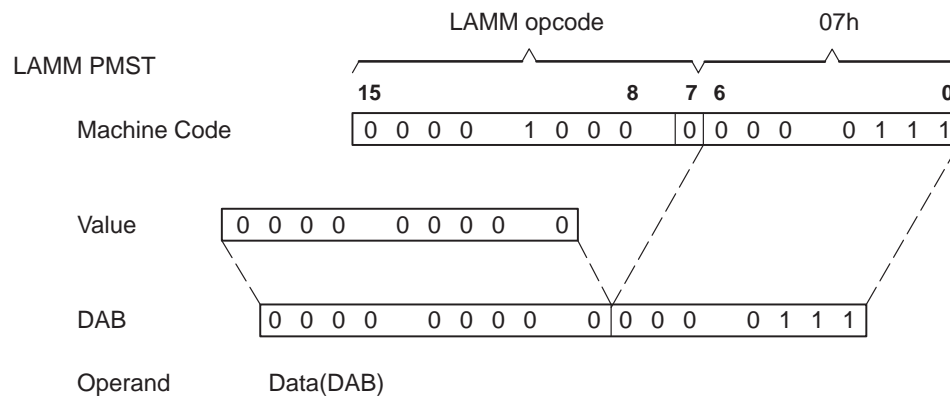 LAMM opcode 07h
LAMM PMST
15 8 7 6 0
Machine Code 0 0 0 0 1 0 0 0 0 0 0 0 0 1 1 1
Value 0 0 0 0 0 0 0 0 0
DAB 0 0 0 0 0 0 0 0 0 0 0 0 0 1 1 1
Operand Data(DAB)